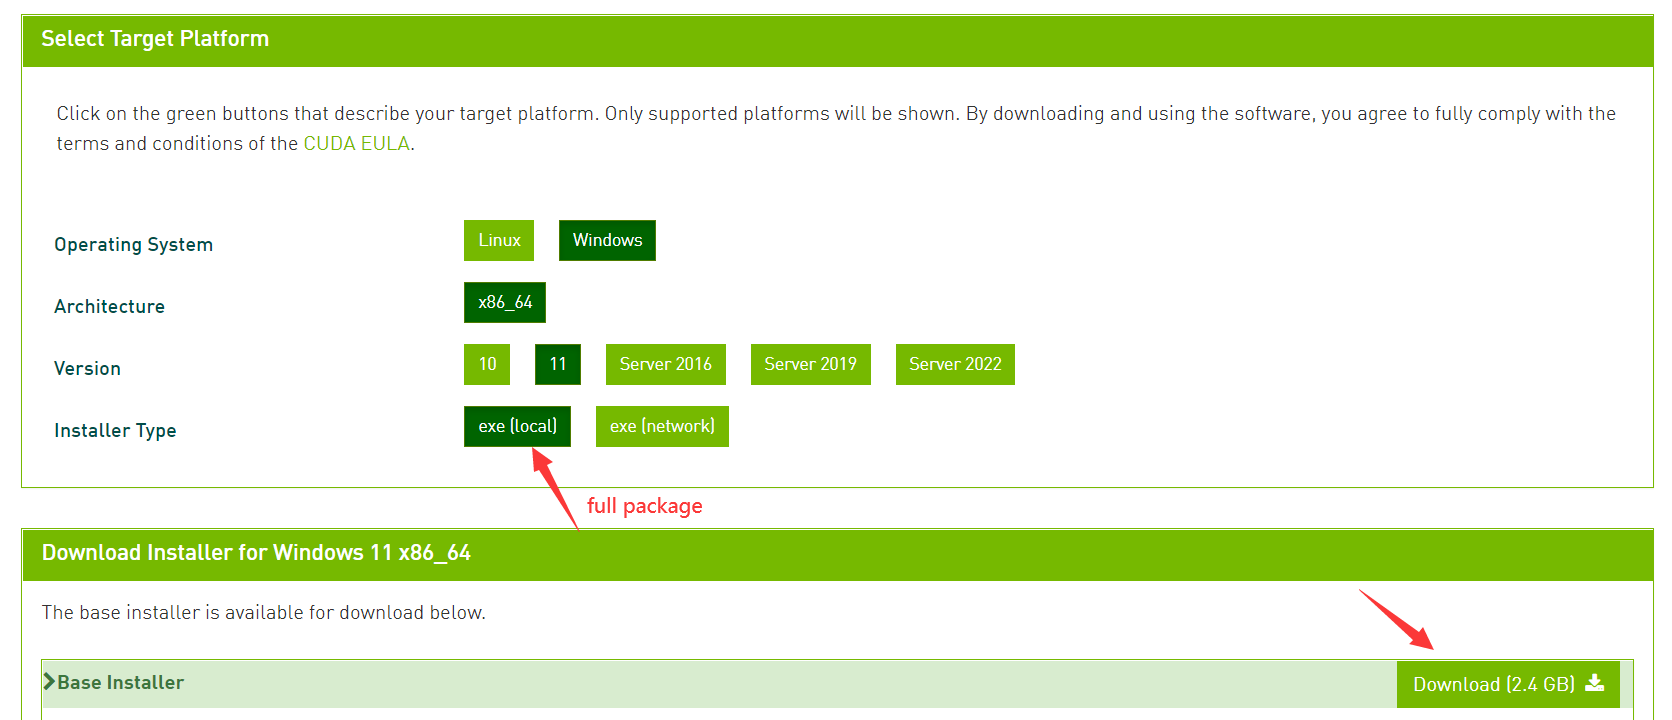 Select Target Platform
Click on the green buttons that describe your target platform. Only supported platforms will be shown. By downloading and using the software, you agree to fully comply with the
terms and conditions of the CUDA EULA.
Operating System
Linux
Windows
Architecture
x86_64
Version
10
11
Server 2016
Server 2019
Server 2022
Installer Type
exe (local)
exe (network)
full package
Download Installer for Windows 11 x86_64
The base installer is available for download below.
Base Installer
Download (2.4 GB)